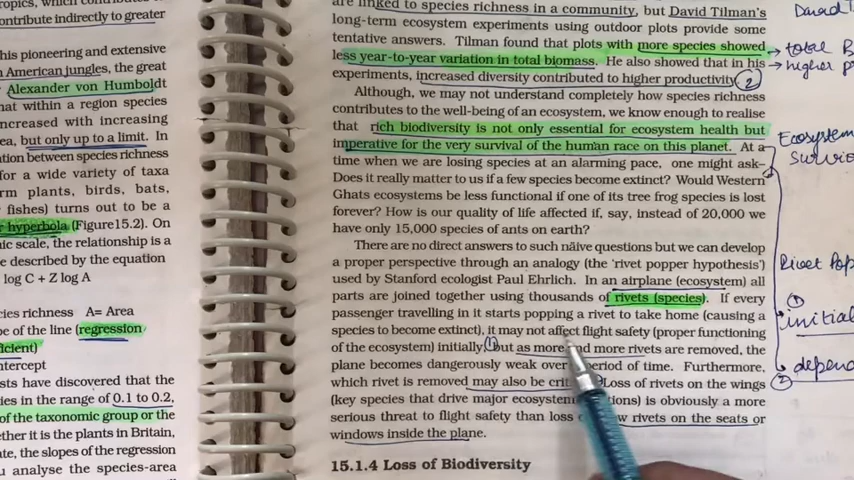 ropics, which contribute
contribute indirectly to greater
his pioneering and extensive
n American jungles, the great
Alexander von Humboldt
hat within a region species
ncreased with increasing
ea, but only up to a limit. In
ation between species richness
for a wide variety of taxa
rm plants, birds, bats,
fishes) turns out to be a
hyperbola (Figure15.2). On
ic scale, the relationship is a
e described by the equation
log C + Z log A
cies richness A= Area
pe of the line (regression
ficient)
ntercept
sts have discovered that the
ies in the range of 0.1 to 0.2,
of the taxonomic group or the
ether it is the plants in Britain,
ate, the slopes of the regression
u analyse the species-area
are linked to species richness in a community, but David Tilman's
long-term ecosystem experiments using outdoor plots provide some
tentative answers. Tilman found that plots with more species showed
less year-to-year variation in total biomass. He also showed that in his
experiments, increased diversity contributed to higher productivity. 2
Although, we may not understand completely how species richness
contributes to the well-being of an ecosystem, we know enough to realise
that rich biodiversity is not only essential for ecosystem health but
imperative for the very survival of the human race on this planet. At a
time when we are losing species at an alarming pace, one might ask–
Does it really matter to us if a few species become extinct? Would Western
Ghats ecosystems be less functional if one of its tree frog species is lost
forever? How is our quality of life affected if, say, instead of 20,000 we
have only 15,000 species of ants on earth?
There are no direct answers to such näive questions but we can develop
a proper perspective through an analogy (the 'rivet popper hypothesis')
used by Stanford ecologist Paul Ehrlich. In an airplane (ecosystem) all
parts are joined together using thousands of rivets (species). If every
passenger travelling in it starts popping a rivet to take home (causing a
species to become extinct), it may not affect flight safety (proper functioning
of the ecosystem) initially, 1 but as more and more rivets are removed, the
plane becomes dangerously weak over period of time. Furthermore,
which rivet is removed may also be Loss of rivets on the wings
(key species that drive major ecosystem is obviously a more
serious threat to flight safety than loss rivets on the seats or
windows inside the plane.
15.1.4 Loss of Biodiversity
David T
→ total B
→ higher p
Ecosystem
Surviv
Rivet Pop
1
initial
2 depend